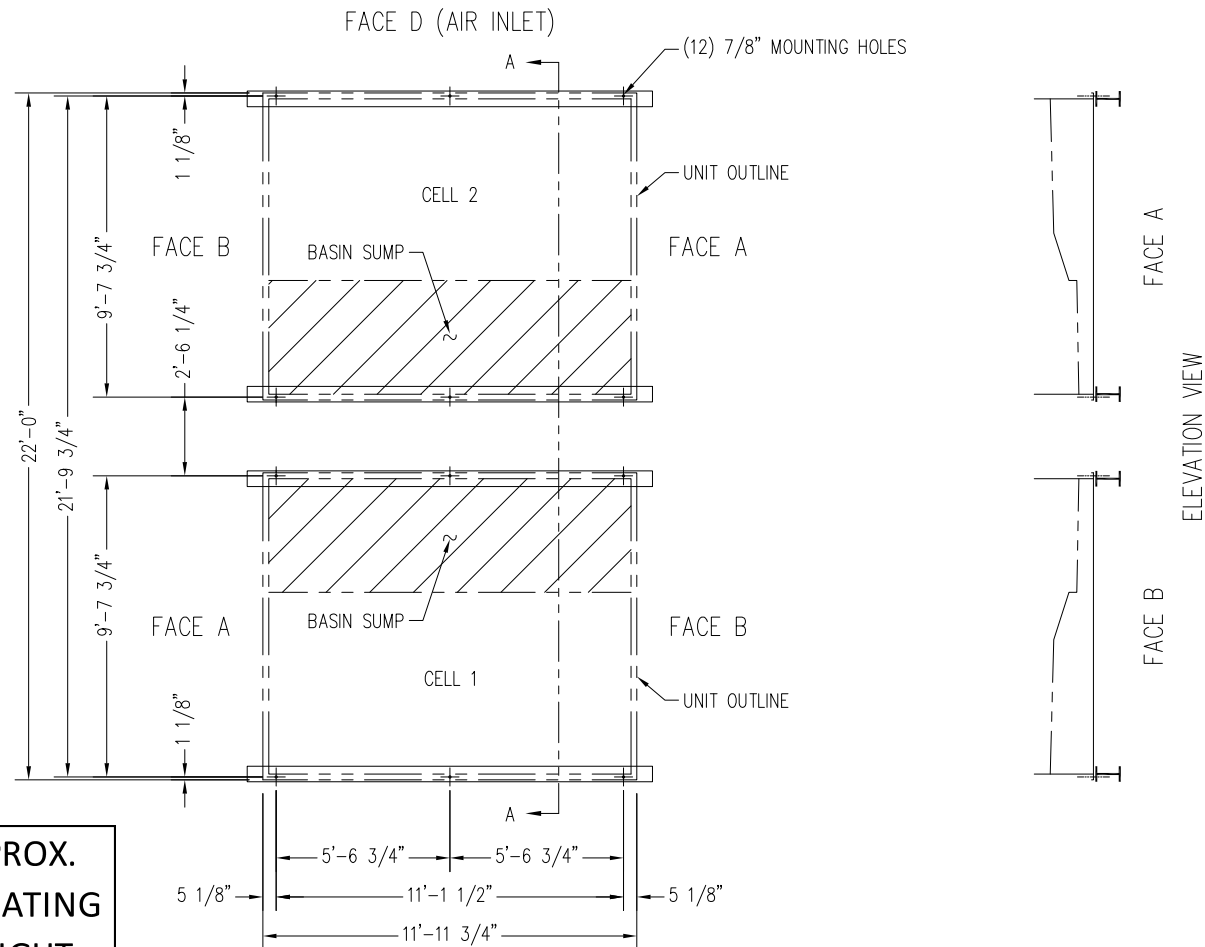 FACE D (AIR INLET)
A
(12) 7/8" MOUNTING HOLES
1 1/8"
UNIT OUTLINE
CELL 2
FACE B
BASIN SUMP
FACE A
9'-7 3/4"
2'-6 1/4"
22'-0"
21'-9 3/4"
FACE A
ELEVATION VIEW
9'-7 3/4"
FACE A
BASIN SUMP
FACE B
FACE B
CELL 1
UNIT OUTLINE
1 1/8"
A
5'-6 3/4"
5'-6 3/4"
5 1/8"
11'-1 1/2"
5 1/8"
11'-11 3/4"
PROX.
ATING